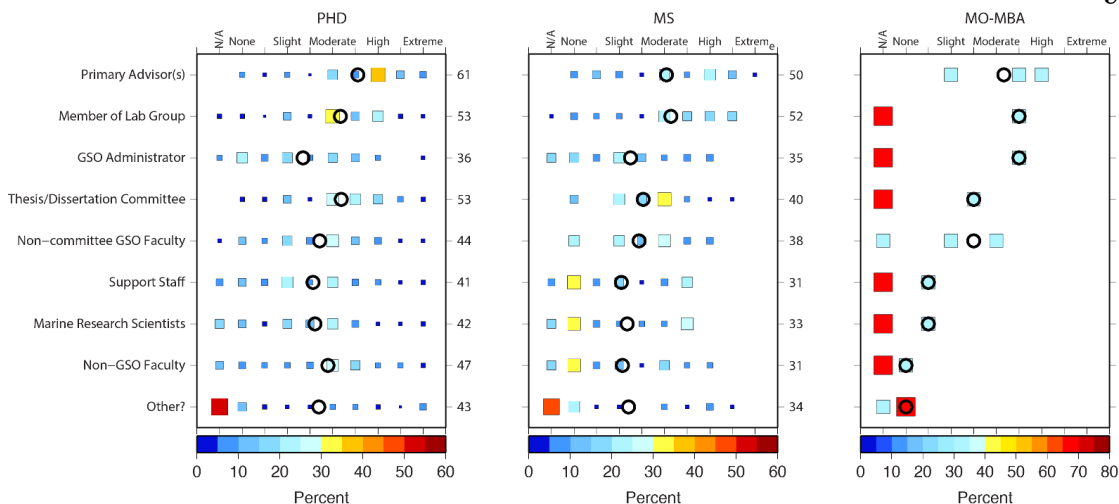 g
PHD MS MO-MBA
N/A None Slight Moderate High Extreme N/A None Slight Moderate High Extreme N/A None Slight Moderate High Extreme
Primary Advisor(s) 61 50
Member of Lab Group 53 52
GSO Administrator 36 35
Thesis/Dissertation Committee 53 40
Non-committee GSO Faculty 44 38
Support Staff 41 31
Marine Research Scientists 42 33
Non-GSO Faculty 47 31
Other? 43 34
0 10 20 30 40 50 60 0 10 20 30 40 50 60 0 10 20 30 40 50 60 70 80
Percent Percent Percent